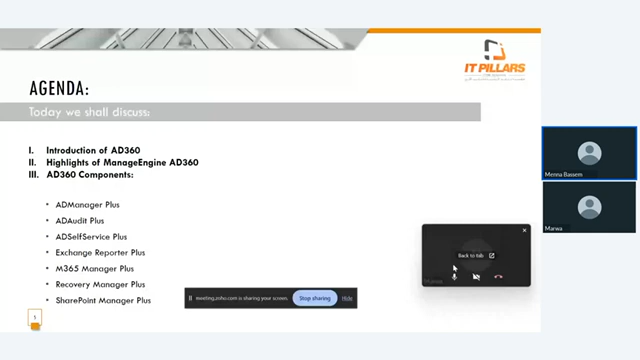 IT PILLARS
AGENDA:
Today we shall discuss:
I. Introduction of AD360
II. Highlights of ManageEngine AD360
III. AD360 Components:
• ADManager Plus
• ADAudit Plus
• ADSelfService Plus
• Exchange Reporter Plus
• M365 Manager Plus
• Recovery Manager Plus
• SharePoint Manager Plus
5
Back to tab
meeting.zoho.com is sharing your screen.
Stop sharing
Hide
Menna Bassem
Marwa